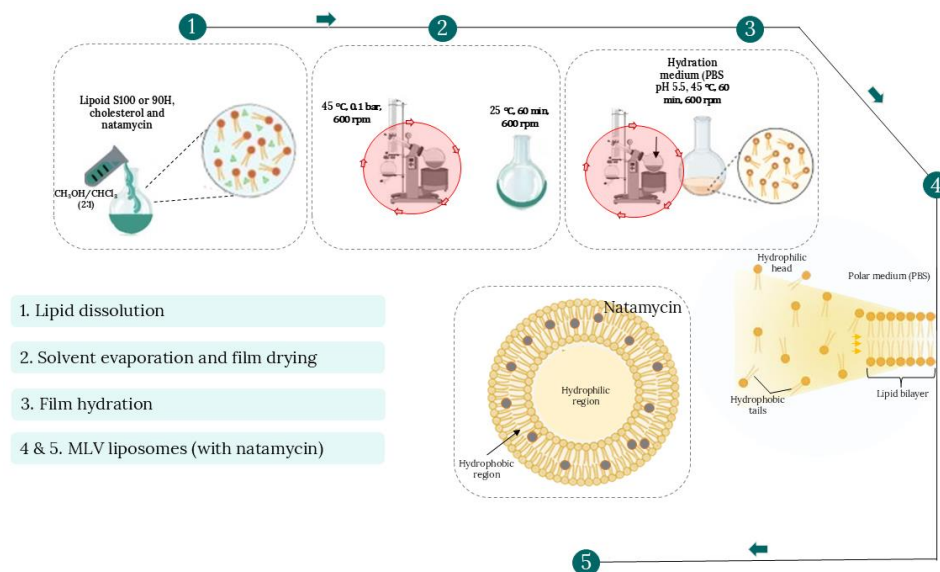 1
2
3
Lipoid S100 or 90H,
cholesterol and
natamycin
CH₃OH/CHCl₃
(2:1)
45 °C, 0.1 bar,
600 rpm
25 °C, 60 min,
600 rpm
Hydration
medium (PBS
pH 5.5, 45 °C, 60
min, 600 rpm
4
Hydrophilic
head
Polar medium (PBS)
Hydrophobic
tails
Lipid bilayer
1. Lipid dissolution
2. Solvent evaporation and film drying
3. Film hydration
4 & 5. MLV liposomes (with natamycin)
Natamycin
Hydrophilic
region
Hydrophobic
region
5